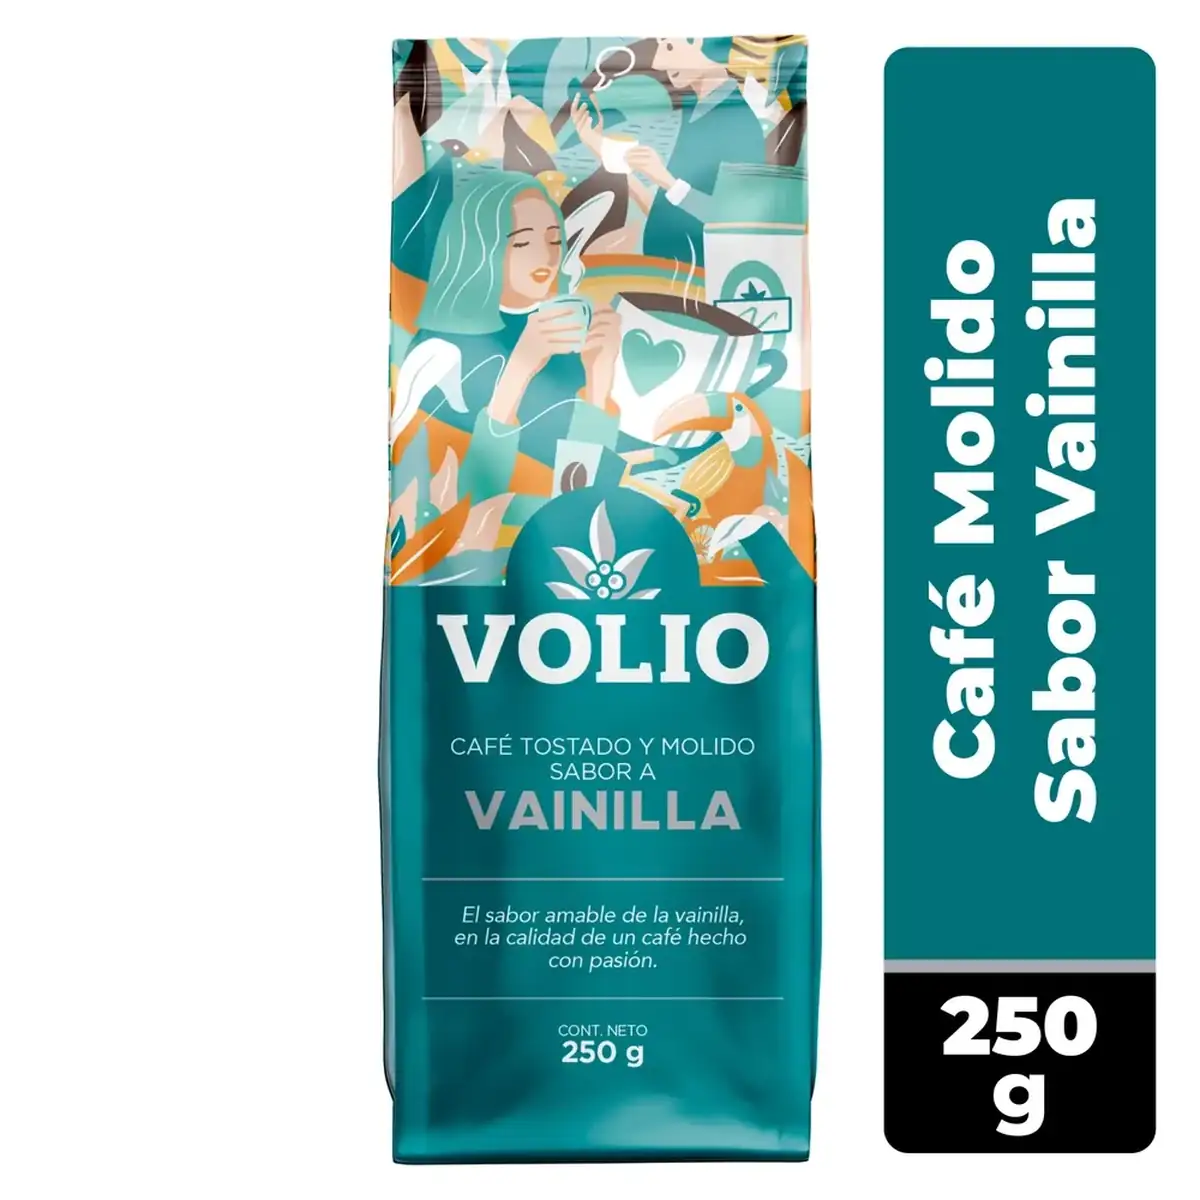 VOLIO
CAFÉ TOSTADO Y MOLIDO
SABOR A
VAINILLA
El sabor amable de la vainilla,
en la calidad de un café hecho
con pasión.
CONT. NETO
250 g
Café Molido
Sabor Vainilla
250
g